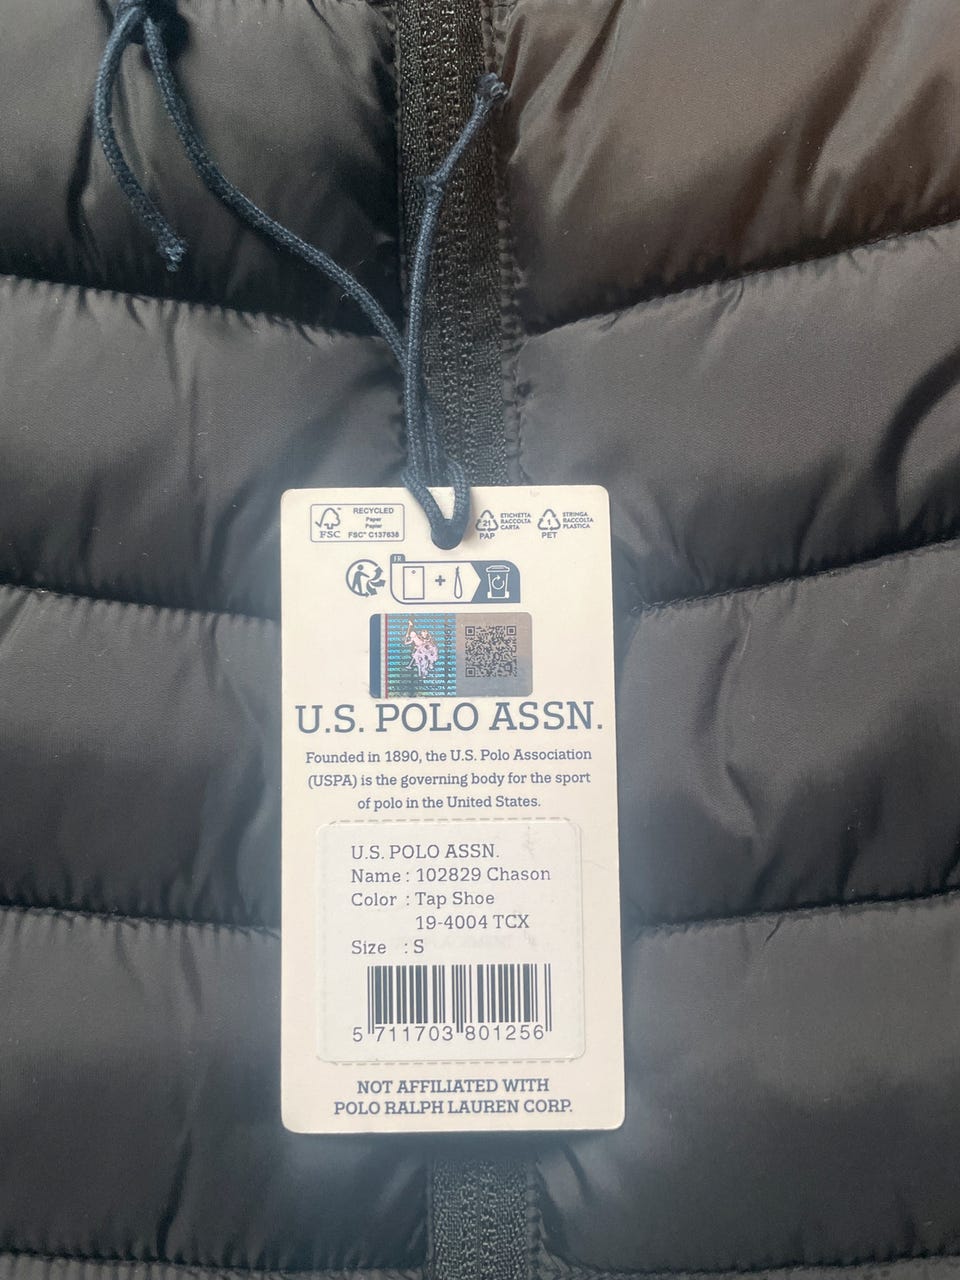 RECYCLED
Paper
Papier
FSC
FSC® C137638
21
PAP
ETICHETTA
RACCOLTA
CARTA
1
PET
STRINGA
RACCOLTA
PLASTICA
FR
+
U.S. POLO ASSN.
Founded in 1890, the U.S. Polo Association
(USPA) is the governing body for the sport
of polo in the United States.
U.S. POLO ASSN.
Name : 102829 Chason
Color : Tap Shoe
19-4004 TCX
Size : S
5 711703 801256
NOT AFFILIATED WITH
POLO RALPH LAUREN CORP.